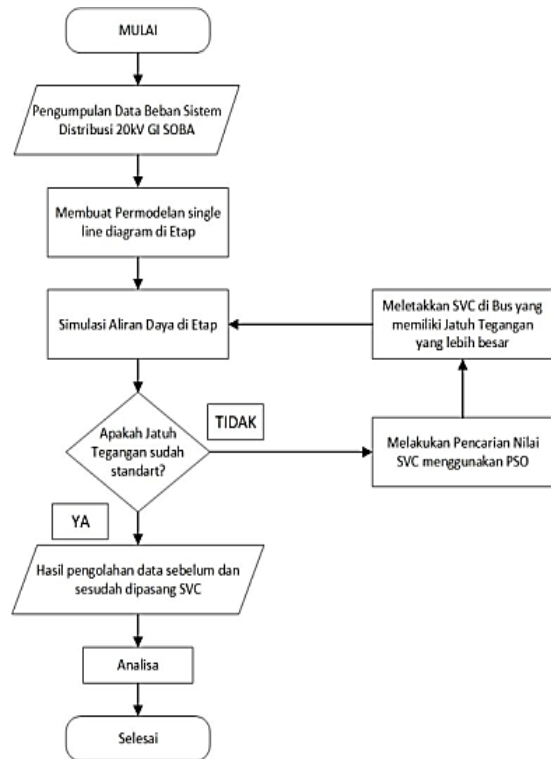 MULAI
Pengumpulan Data Beban Sistem
Distribusi 20kV GI SOBA
Membuat Permodelan single
line diagram di Etap
Simulasi Aliran Daya di Etap
Meletakkan SVC di Bus yang
memiliki Jatuh Tegangan
yang lebih besar
Apakah Jatuh
Tegangan sudah
standart?
TIDAK
Melakukan Pencarian Nilai
SVC menggunakan PSO
YA
Hasil pengolahan data sebelum dan
sesudah dipasang SVC
Analisa
Selesai